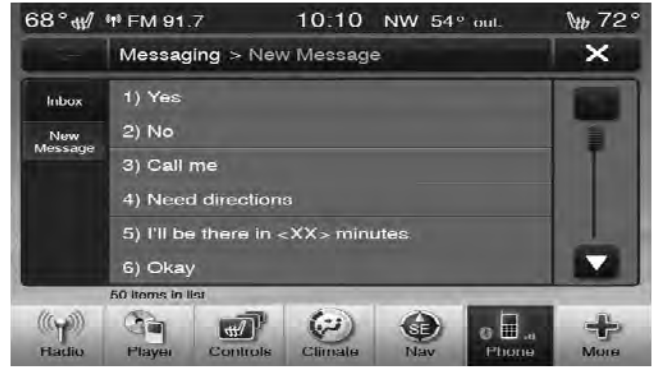 68° FM 91.7 10:10 NW 54° out. 72°
Messaging > New Message X
Inbox
New
Message
1) Yes
2) No
3) Call me
4) Need directions
5) I'll be there in <XX> minutes
6) Okay
50 items in list
SE
Radio Player Controls Climate Nav Phone More